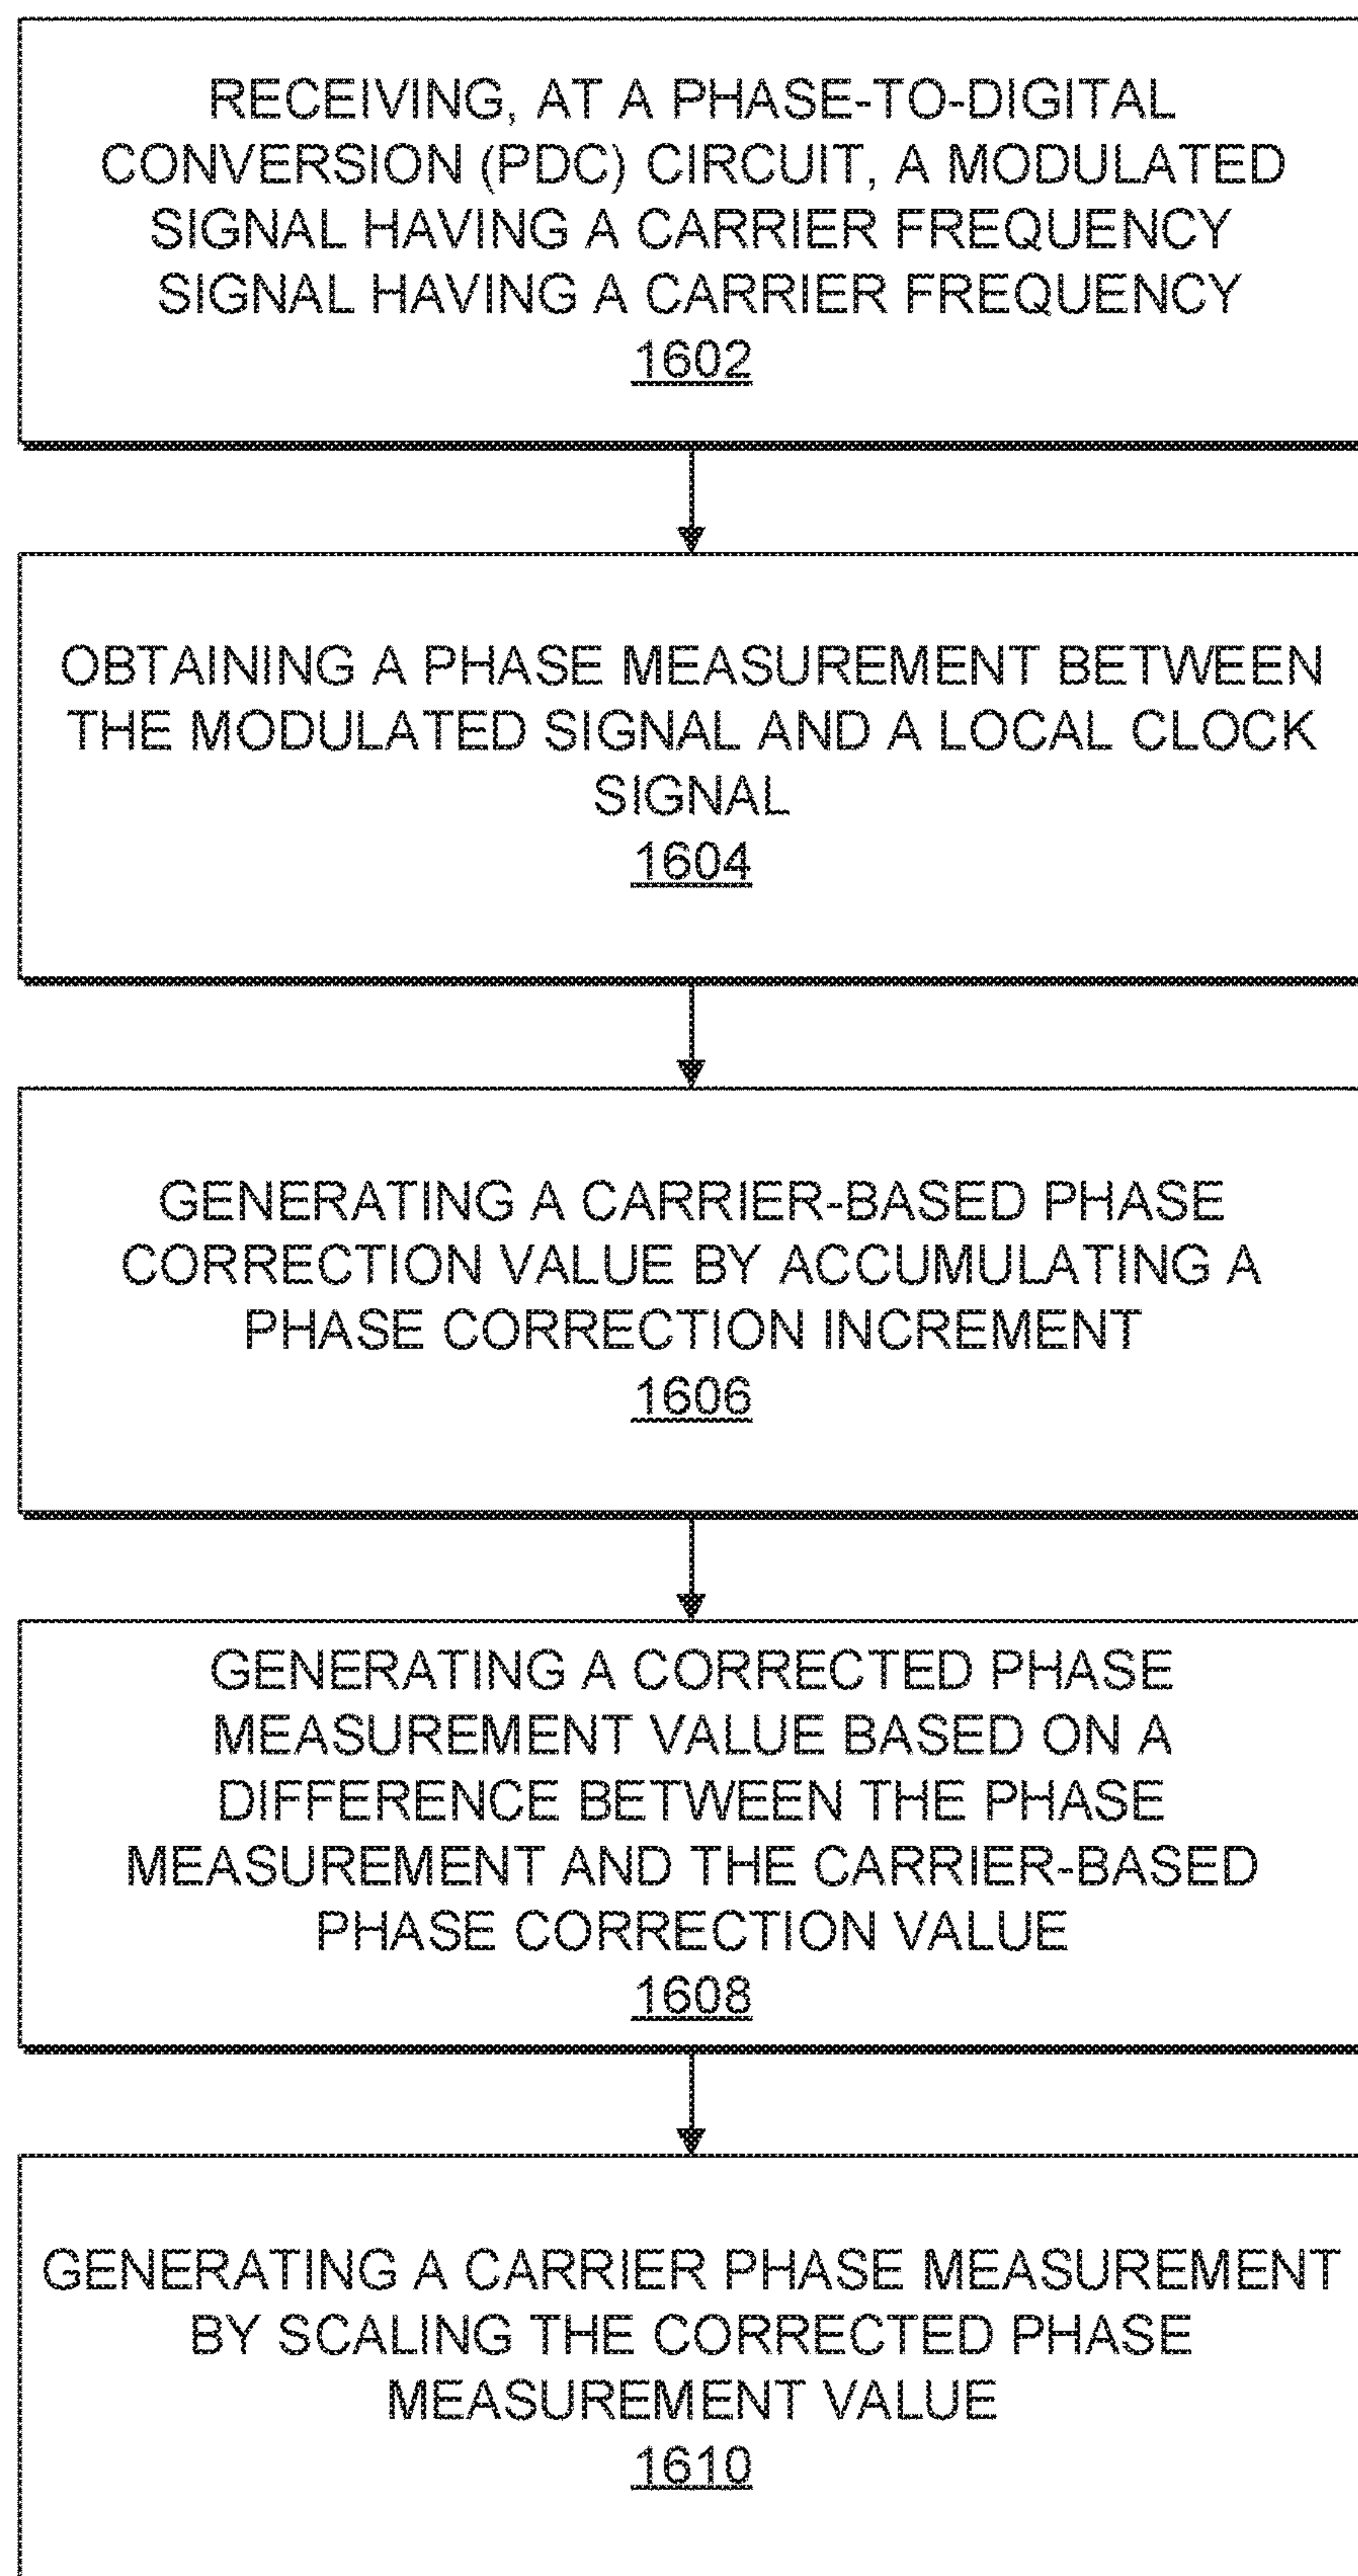 RECEIVING, AT A PHASE-TO-DIGITAL
CONVERSION (PDC) CIRCUIT, A MODULATED
SIGNAL HAVING A CARRIER FREQUENCY
SIGNAL HAVING A CARRIER FREQUENCY
1602
OBTAINING A PHASE MEASUREMENT BETWEEN
THE MODULATED SIGNAL AND A LOCAL CLOCK
SIGNAL
1604
GENERATING A CARRIER-BASED PHASE
CORRECTION VALUE BY ACCUMULATING A
PHASE CORRECTION INCREMENT
1606
GENERATING A CORRECTED PHASE
MEASUREMENT VALUE BASED ON A
DIFFERENCE BETWEEN THE PHASE
MEASUREMENT AND THE CARRIER-BASED
PHASE CORRECTION VALUE
1608
GENERATING A CARRIER PHASE MEASUREMENT
BY SCALING THE CORRECTED PHASE
MEASUREMENT VALUE
1610